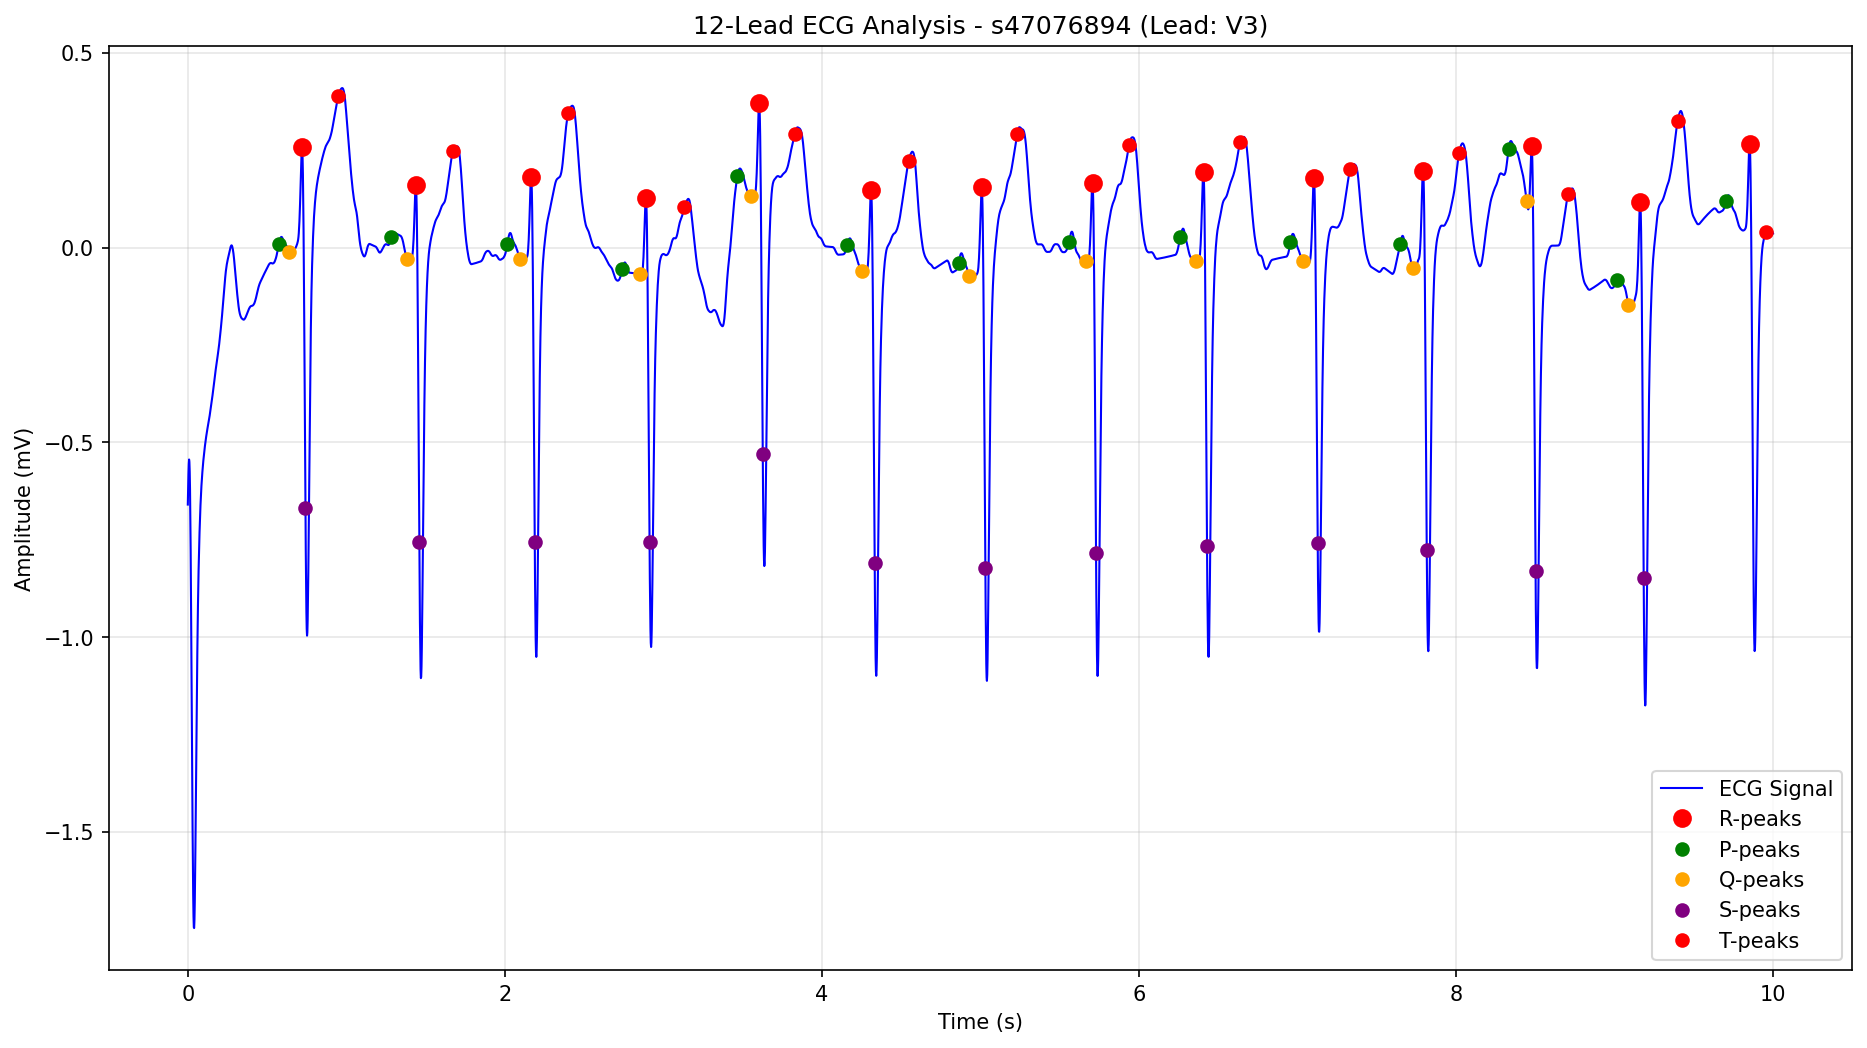 12-Lead ECG Analysis - s47076894 (Lead: V3)
Amplitude (mV)
0.5
0.0
−0.5
−1.0
−1.5
0 2 4 6 8 10
Time (s)
ECG Signal
R-peaks
P-peaks
Q-peaks
S-peaks
T-peaks